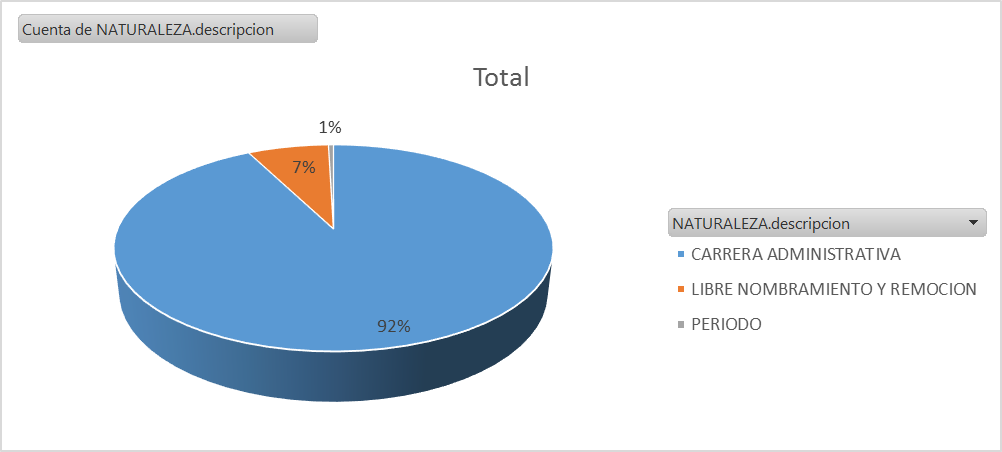 Cuenta de NATURALEZA.descripcion
Total
1%
7%
92%
NATURALEZA.descripcion
CARRERA ADMINISTRATIVA
LIBRE NOMBRAMIENTO Y REMOCION
PERIODO